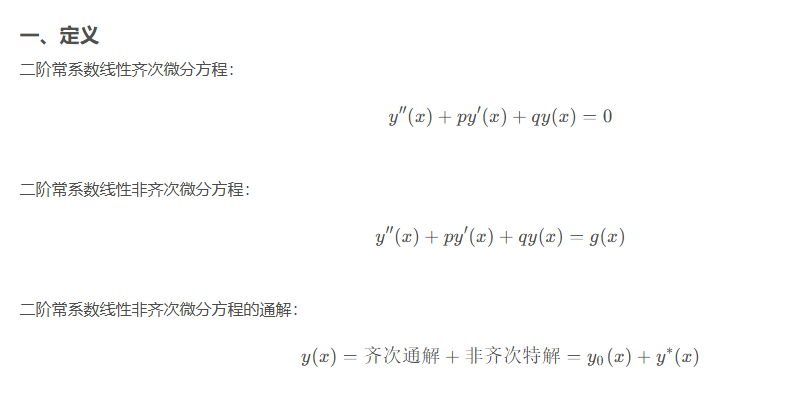 一、定义
二阶常系数线性齐次微分方程：
y″(x) + py′(x) + qy(x) = 0
二阶常系数线性非齐次微分方程：
y″(x) + py′(x) + qy(x) = g(x)
二阶常系数线性非齐次微分方程的通解：
y(x) = 齐次通解 + 非齐次特解 = y₀(x) + y*(x)